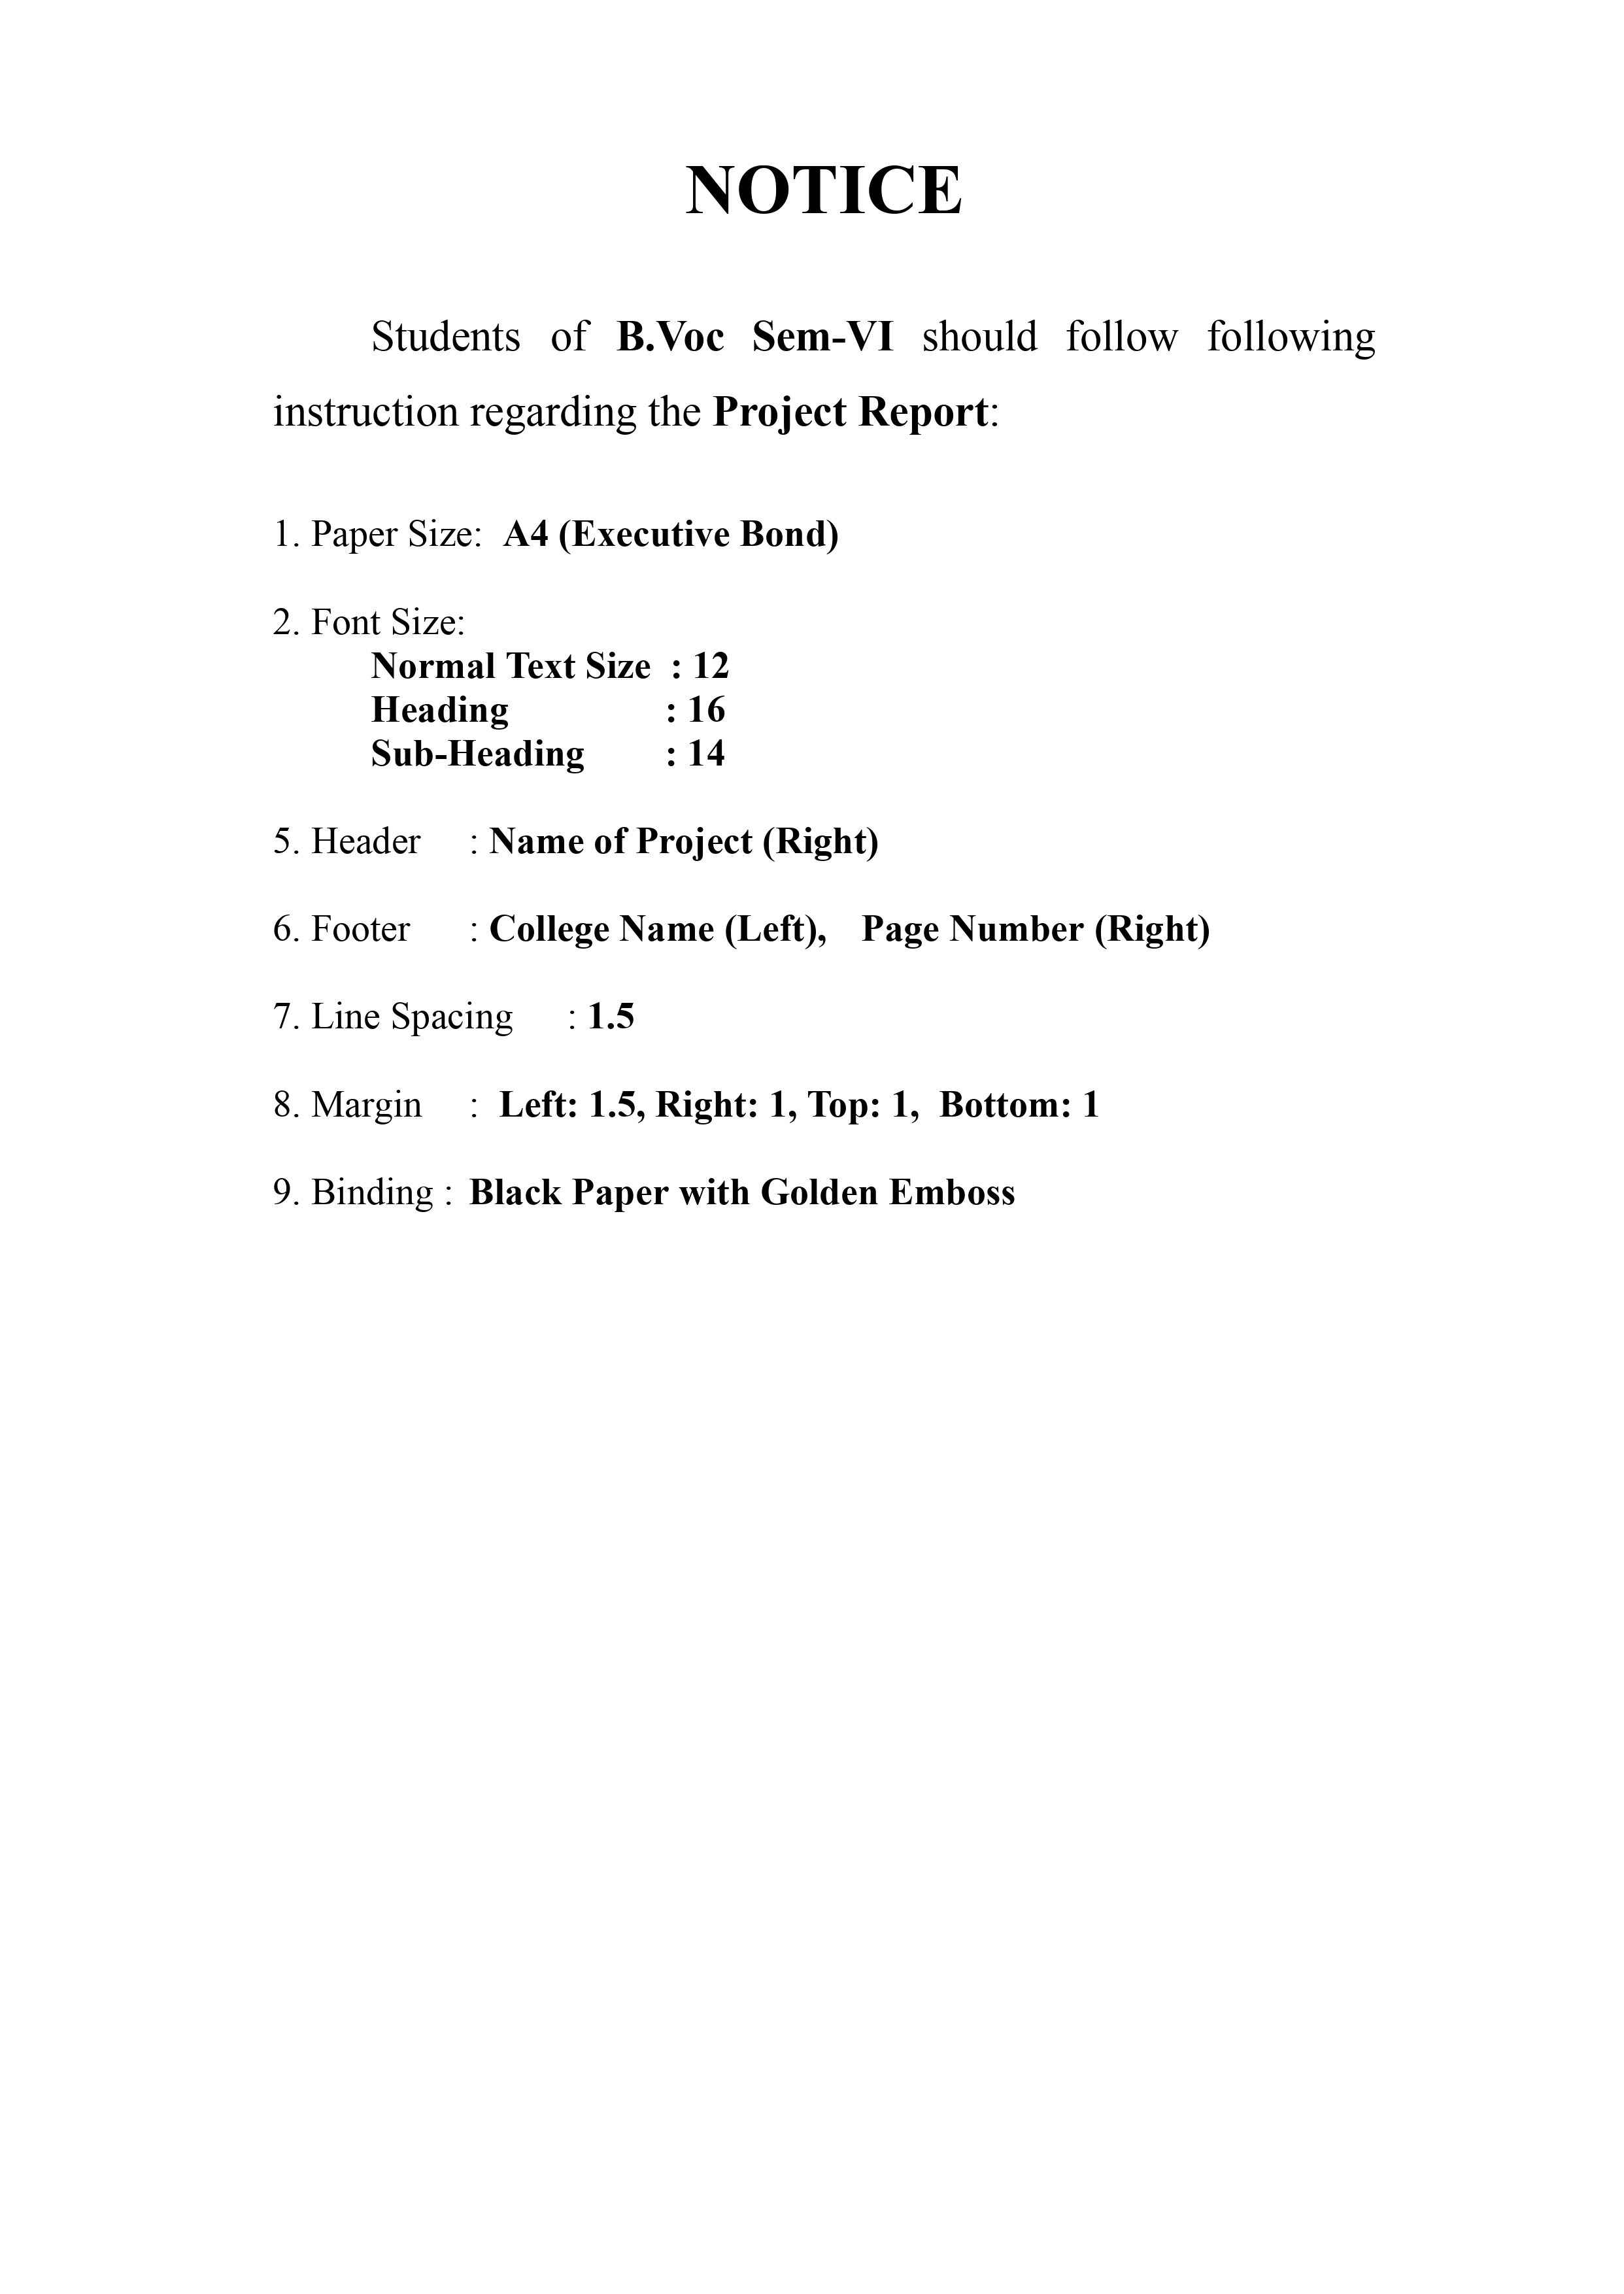 NOTICE
Students of B.Voc Sem-VI should follow following
instruction regarding the Project Report:
1. Paper Size: A4 (Executive Bond)
2. Font Size:
Normal Text Size : 12
Heading : 16
Sub-Heading : 14
5. Header : Name of Project (Right)
6. Footer : College Name (Left), Page Number (Right)
7. Line Spacing : 1.5
8. Margin : Left: 1.5, Right: 1, Top: 1, Bottom: 1
9. Binding : Black Paper with Golden Emboss